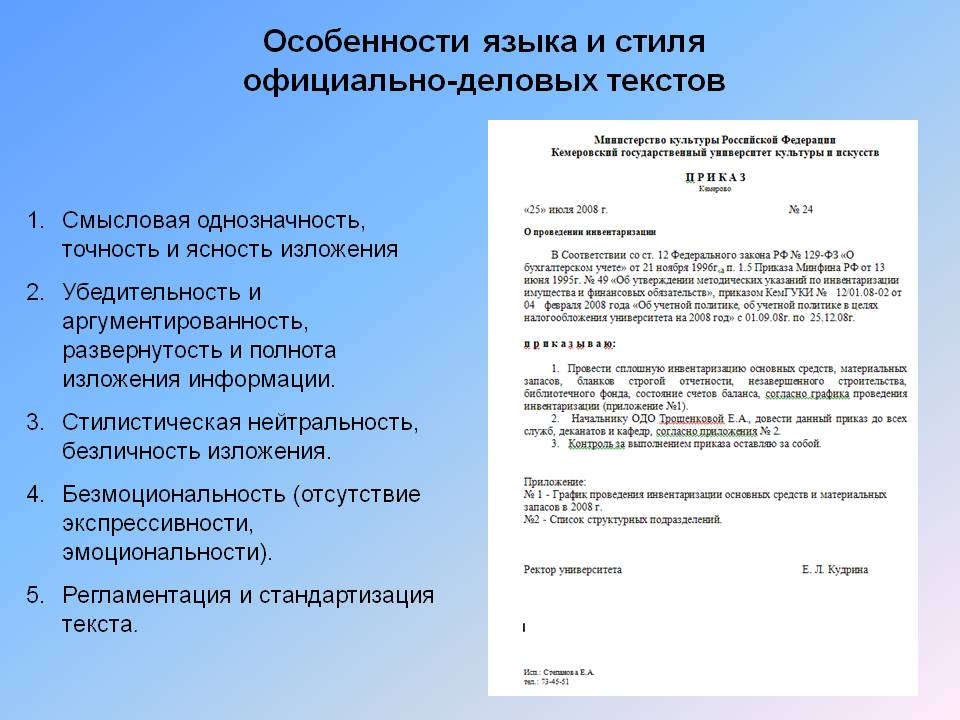 Особенности языка и стиля
официально-деловых текстов
1. Смысловая однозначность,
точность и ясность изложения
2. Убедительность и
аргументированность,
развернутость и полнота
изложения информации.
3. Стилистическая нейтральность,
безличность изложения.
4. Безмоциональность (отсутствие
экспрессивности,
эмоциональности).
5. Регламентация и стандартизация
текста.
Министерство культуры Российской Федерации
Кемеровский государственный университет культуры и искусств
П Р И К А З
Кемерово
«25» июля 2008 г. № 24
О проведении инвентаризации
В Соответствии со ст. 12 Федерального закона РФ № 129-ФЗ «О
бухгалтерском учете» от 21 ноября 1996г., п. 1.5 Приказа Минфина РФ от 13
июня 1995г. № 49 «Об утверждении методических указаний по инвентаризации
имущества и финансовых обязательств», приказом КемГУКИ № 12/01.08-02 от
04 февраля 2008 года «Об учетной политике, об учетной политике в целях
налогообложения университета на 2008 год» с 01.09.08г. по 25.12.08г.
п р и к а з ы в а ю:
1. Провести сплошную инвентаризацию основных средств, материальных
запасов, бланков строгой отчетности, незавершенного строительства,
библиотечного фонда, состояние счетов баланса, согласно графика проведения
инвентаризации (приложение №1).
2. Начальнику ОДО Трошенковой Е.А., довести данный приказ до всех
служб, деканатов и кафедр, согласно приложения № 2.
3. Контроль за выполнением приказа оставляю за собой.
Приложение:
№ 1 - График проведения инвентаризации основных средств и материальных
запасов в 2008 г.
№2 - Список структурных подразделений.
Ректор университета Е. Л. Кудрина
Исп.: Степанова Е.А.
тел.: 73-45-51